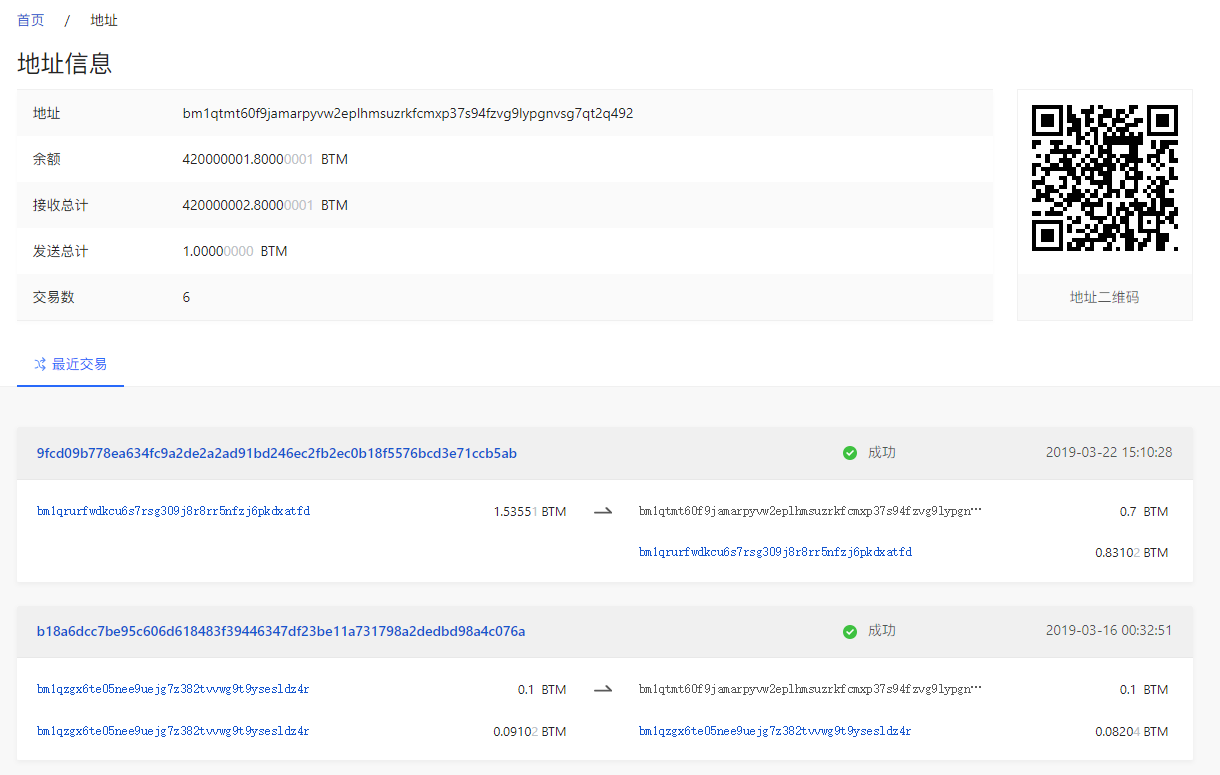 首页 / 地址
地址信息
地址 bm1qtmt60f9jamarpyvw2eplhmsuzrkfcmxp37s94fzvg9lypgnvsg7qt2q492
余额 420000001.80000001 BTM
接收总计 420000002.80000001 BTM
发送总计 1.00000000 BTM
交易数 6
地址二维码
最近交易
9fcd09b778ea634fc9a2de2a2ad91bd246ec2fb2ec0b18f5576bcd3e71ccb5ab 成功 2019-03-22 15:10:28
bm1qrurfwdkcu6s7rsg309j8r8rr5nfzj6pkdxatfd 1.53551 BTM → bm1qtmt60f9jamarpyvw2eplhmsuzrkfcmxp37s94fzvg9lypgn··· 0.7 BTM
bm1qrurfwdkcu6s7rsg309j8r8rr5nfzj6pkdxatfd 0.83102 BTM
b18a6dcc7be95c606d618483f39446347df23be11a731798a2dedbd98a4c076a 成功 2019-03-16 00:32:51
bm1qzgx6te05nee9uejg7z382tvvwg9t9ysesldz4r 0.1 BTM → bm1qtmt60f9jamarpyvw2eplhmsuzrkfcmxp37s94fzvg9lypgn··· 0.1 BTM
bm1qzgx6te05nee9uejg7z382tvvwg9t9ysesldz4r 0.09102 BTM bm1qzgx6te05nee9uejg7z382tvvwg9t9ysesldz4r 0.08204 BTM